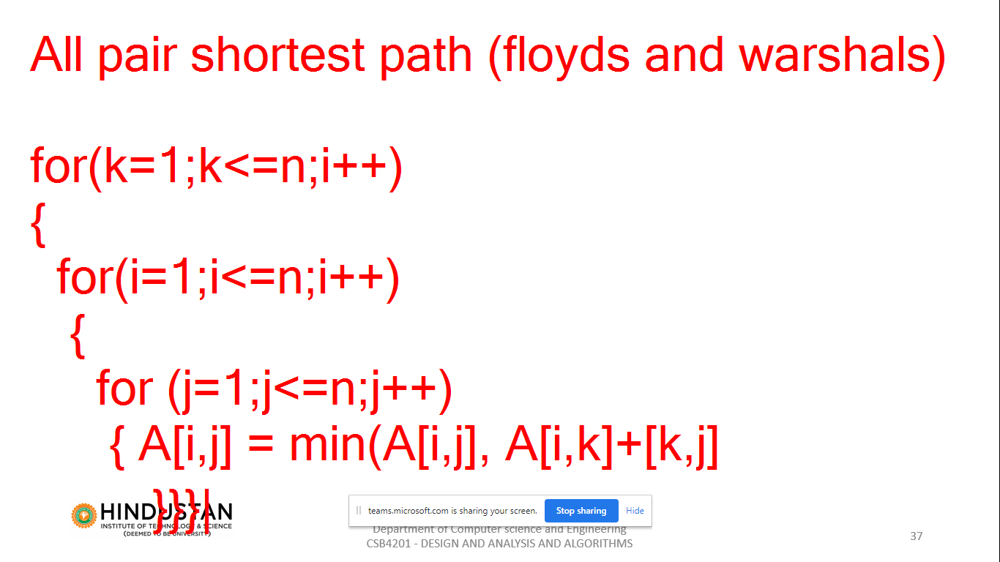 All pair shortest path (floyds and warshals)
for(k=1;k<=n;i++)
{
for(i=1;i<=n;i++)
{
for (j=1;j<=n;j++)
{ A[i,j] = min(A[i,j], A[i,k]+[k,j]
}}}
HINDUSTAN
INSTITUTE OF TECHNOLOGY & SCIENCE
(DEEMED TO BE UNIVERSITY)
teams.microsoft.com is sharing your screen. Stop sharing Hide
Department of Computer science and Engineering
CSB4201 - DESIGN AND ANALYSIS AND ALGORITHMS
37